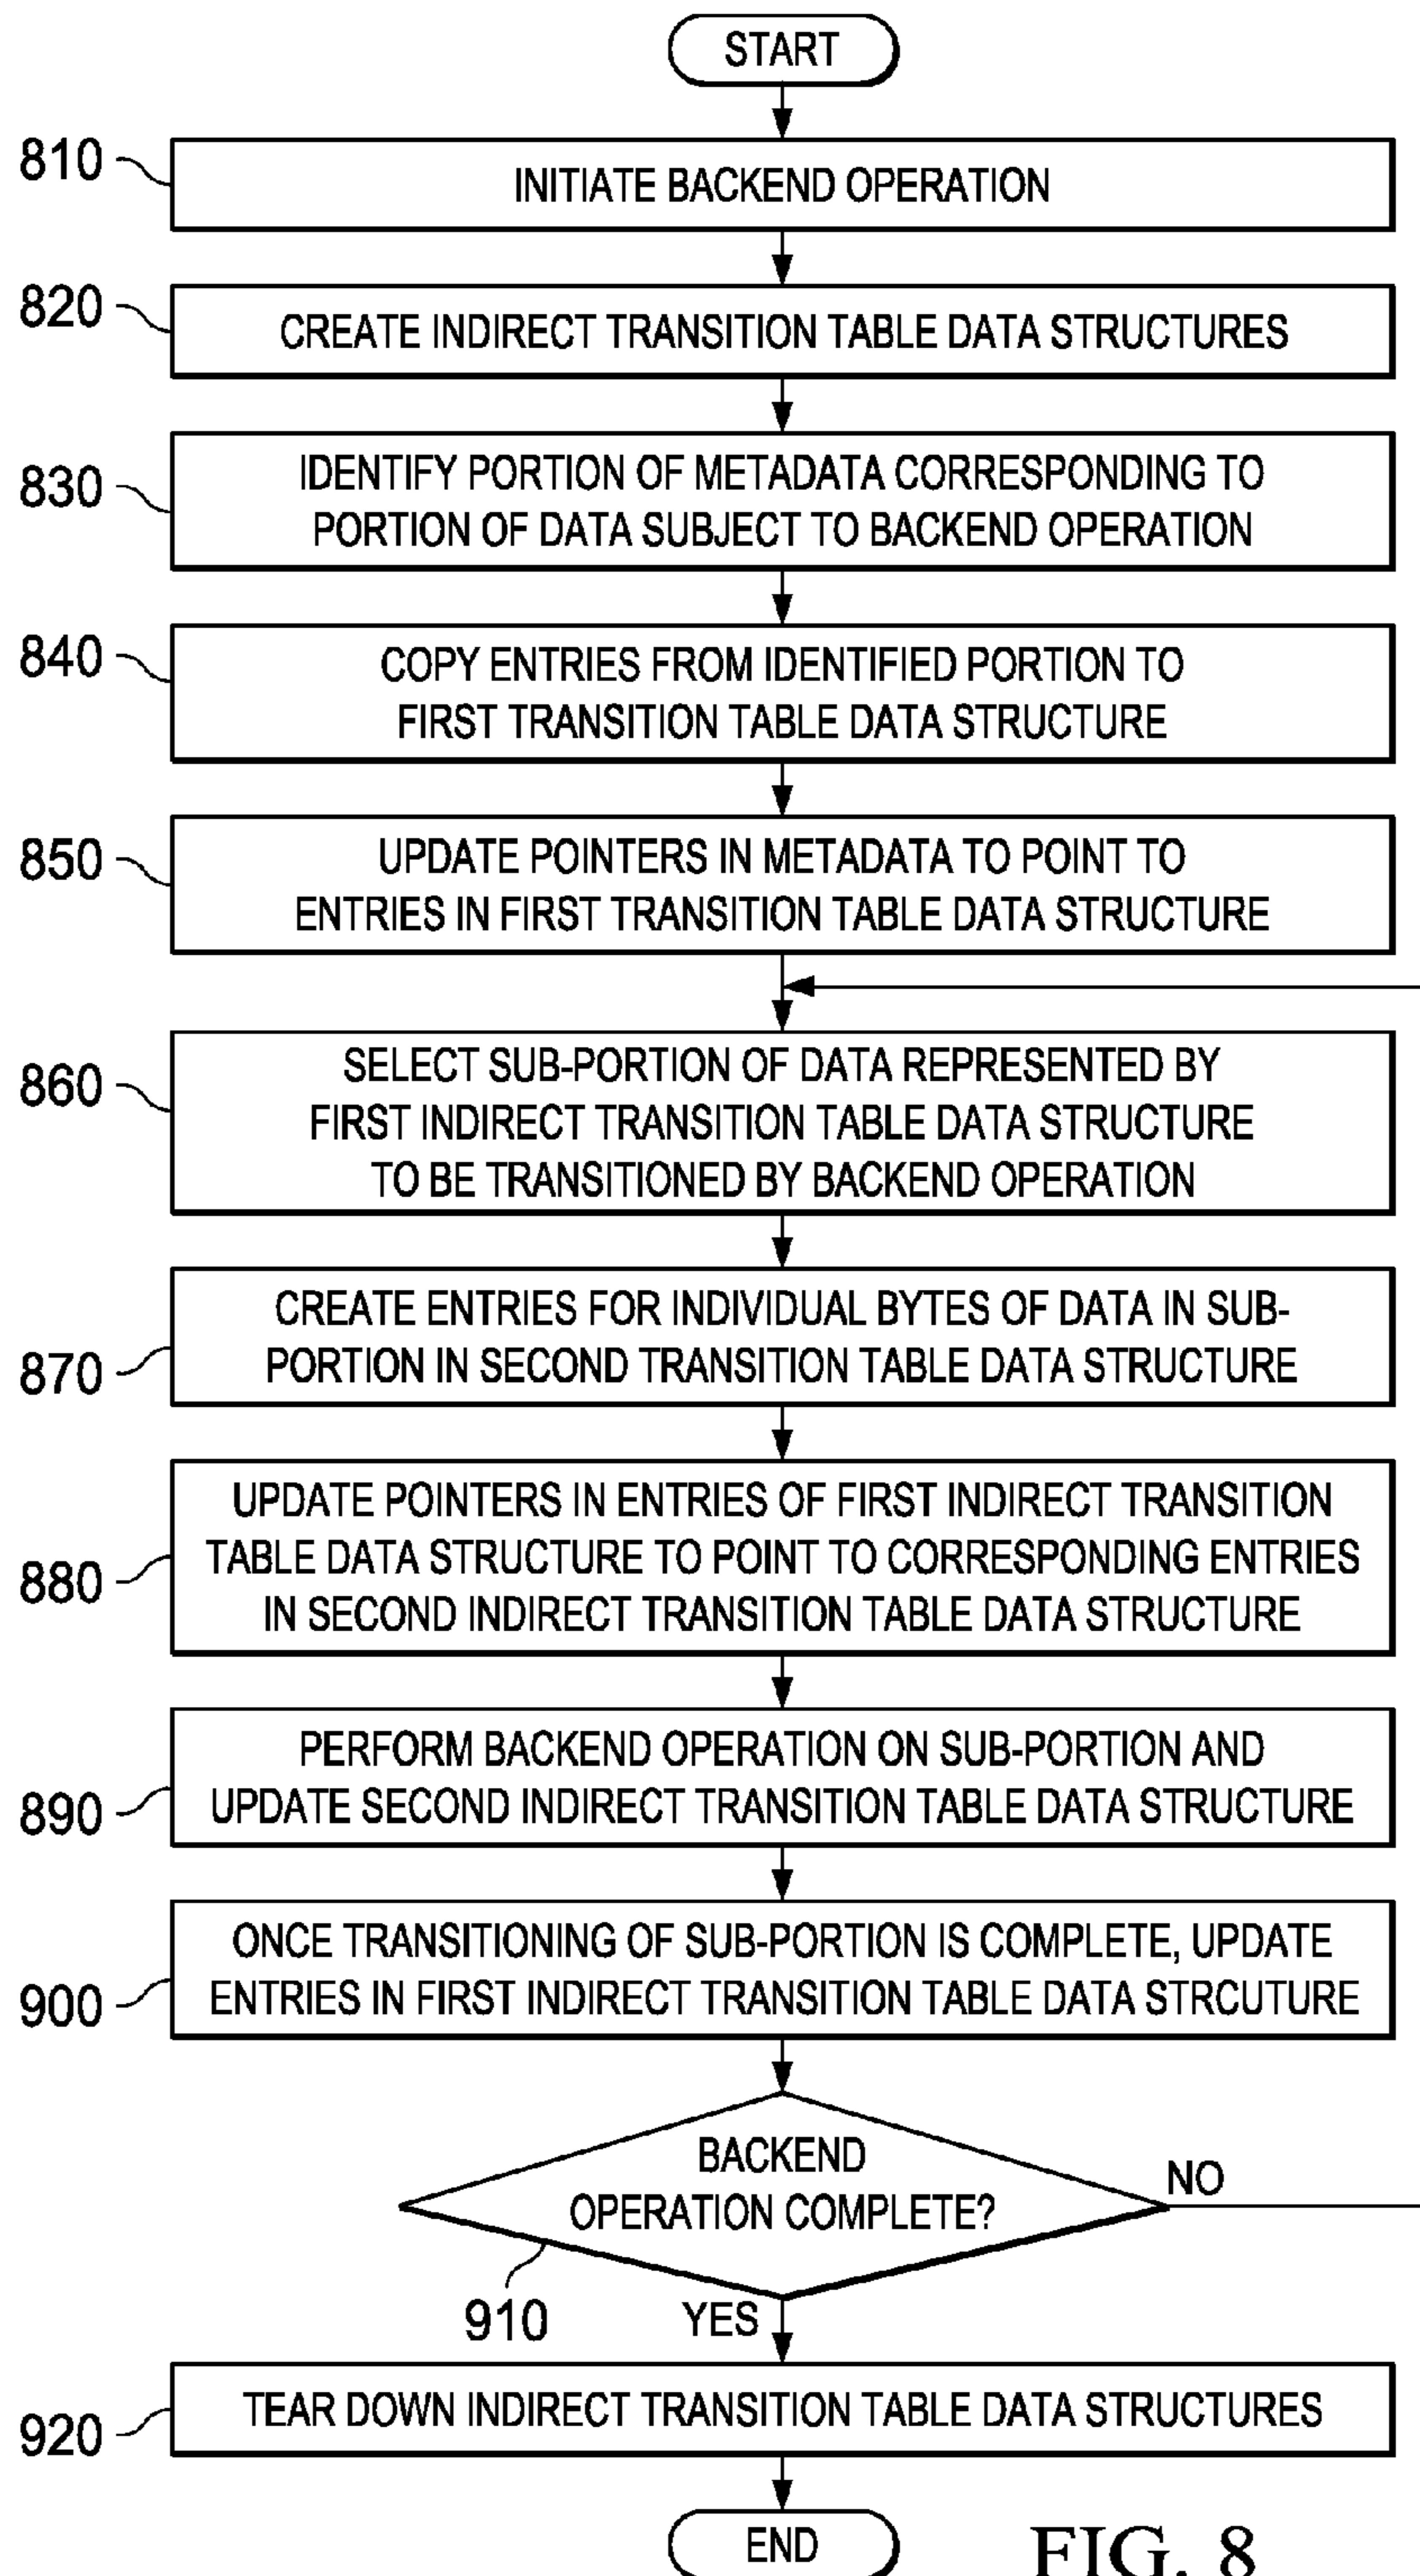 START
810
INITIATE BACKEND OPERATION
820
CREATE INDIRECT TRANSITION TABLE DATA STRUCTURES
830
IDENTIFY PORTION OF METADATA CORRESPONDING TO
PORTION OF DATA SUBJECT TO BACKEND OPERATION
840
COPY ENTRIES FROM IDENTIFIED PORTION TO
FIRST TRANSITION TABLE DATA STRUCTURE
850
UPDATE POINTERS IN METADATA TO POINT TO
ENTRIES IN FIRST TRANSITION TABLE DATA STRUCTURE
860
SELECT SUB-PORTION OF DATA REPRESENTED BY
FIRST INDIRECT TRANSITION TABLE DATA STRUCTURE
TO BE TRANSITIONED BY BACKEND OPERATION
870
CREATE ENTRIES FOR INDIVIDUAL BYTES OF DATA IN SUB-
PORTION IN SECOND TRANSITION TABLE DATA STRUCTURE
880
UPDATE POINTERS IN ENTRIES OF FIRST INDIRECT TRANSITION
TABLE DATA STRUCTURE TO POINT TO CORRESPONDING ENTRIES
IN SECOND INDIRECT TRANSITION TABLE DATA STRUCTURE
890
PERFORM BACKEND OPERATION ON SUB-PORTION AND
UPDATE SECOND INDIRECT TRANSITION TABLE DATA STRUCTURE
900
ONCE TRANSITIONING OF SUB-PORTION IS COMPLETE, UPDATE
ENTRIES IN FIRST INDIRECT TRANSITION TABLE DATA STRCUTURE
BACKEND
OPERATION COMPLETE?
NO
910
YES
920
TEAR DOWN INDIRECT TRANSITION TABLE DATA STRUCTURES
END
FIG. 8